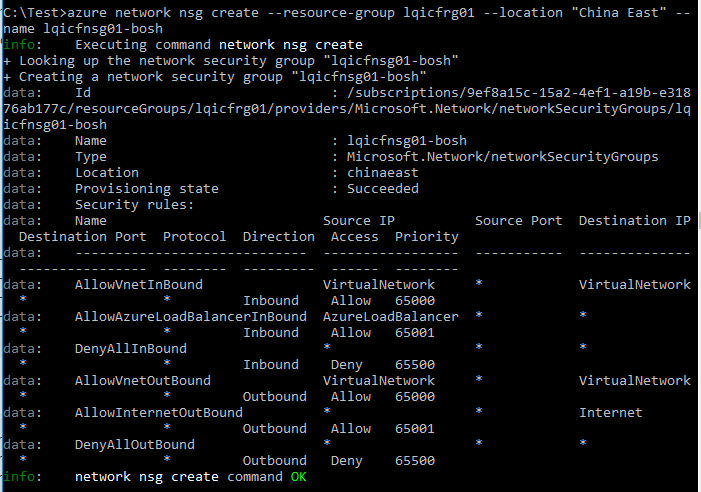 C:\Test>azure network nsg create --resource-group lqicfrg01 --location "China East" --
name lqicfnsg01-bosh
info:    Executing command network nsg create
+ Looking up the network security group "lqicfnsg01-bosh"
+ Creating a network security group "lqicfnsg01-bosh"
data:    Id                              : /subscriptions/9ef8a15c-15a2-4ef1-a19b-e318
76ab177c/resourceGroups/lqicfrg01/providers/Microsoft.Network/networkSecurityGroups/lq
icfnsg01-bosh
data:    Name                            : lqicfnsg01-bosh
data:    Type                            : Microsoft.Network/networkSecurityGroups
data:    Location                        : chinaeast
data:    Provisioning state              : Succeeded
data:    Security rules:
data:    Name                           Source IP          Source Port  Destination IP
  Destination Port  Protocol  Direction  Access  Priority
data:    -----------------------------  -----------------  -----------  --------------
  ----------------  --------  ---------  ------  --------
data:    AllowVnetInBound               VirtualNetwork     *            VirtualNetwork
  *                 *         Inbound    Allow   65000
data:    AllowAzureLoadBalancerInBound  AzureLoadBalancer  *            *
  *                 *         Inbound    Allow   65001
data:    DenyAllInBound                 *                  *            *
  *                 *         Inbound    Deny    65500
data:    AllowVnetOutBound              VirtualNetwork     *            VirtualNetwork
  *                 *         Outbound   Allow   65000
data:    AllowInternetOutBound          *                  *            Internet
  *                 *         Outbound   Allow   65001
data:    DenyAllOutBound                *                  *            *
  *                 *         Outbound   Deny    65500
info:    network nsg create command OK